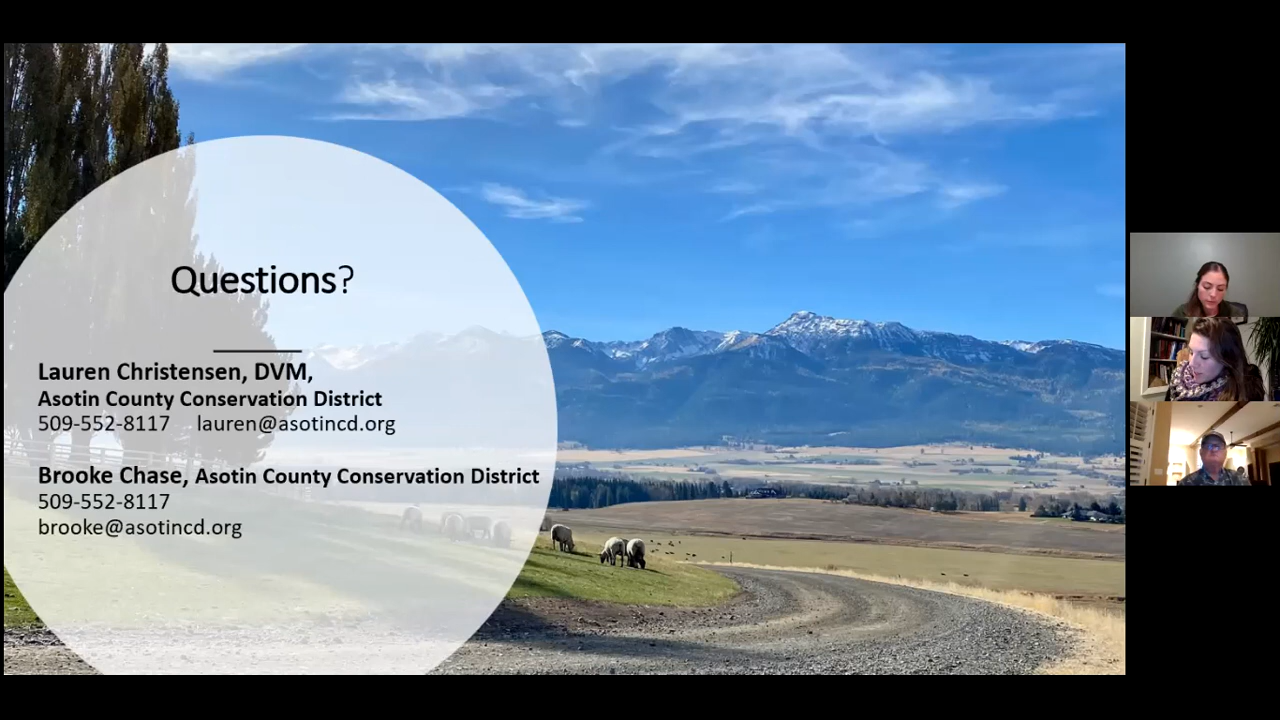 Questions?
Lauren Christensen, DVM,
Asotin County Conservation District
509-552-8117 lauren@asotincd.org
Brooke Chase, Asotin County Conservation District
509-552-8117
brooke@asotincd.org